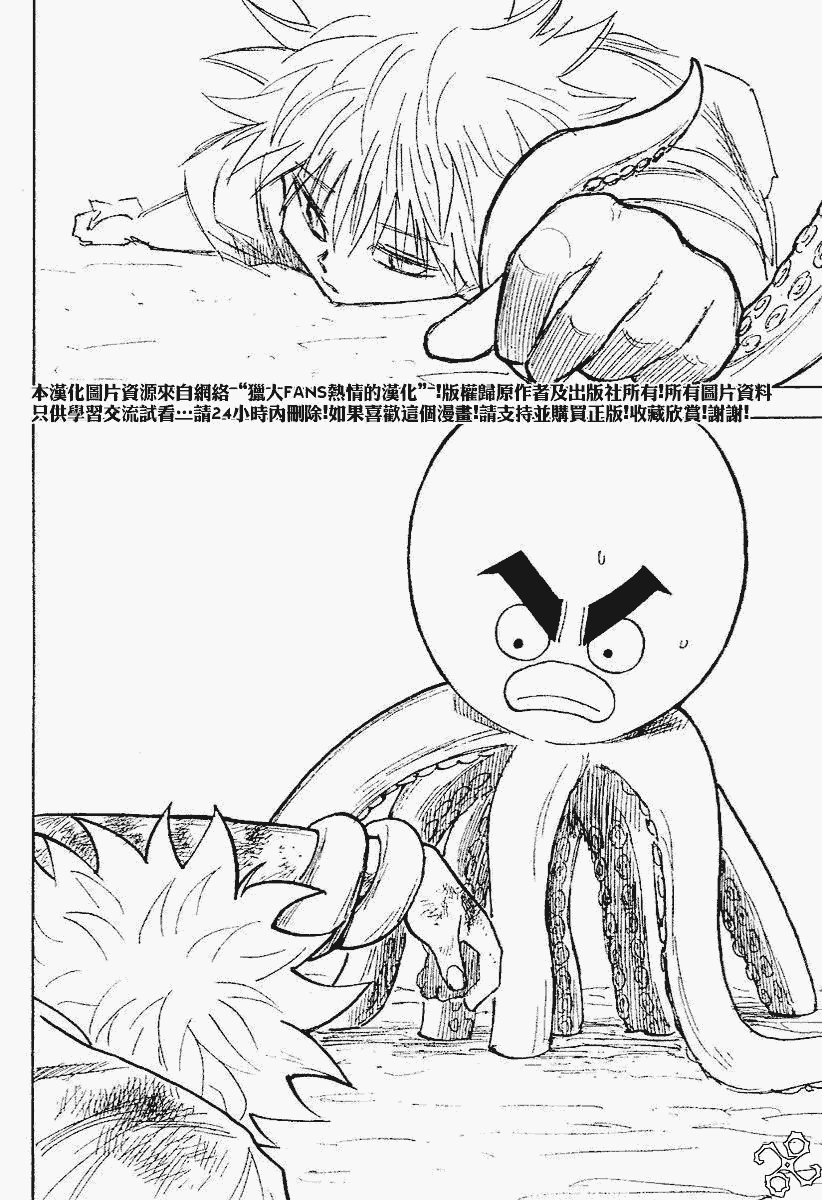 本漢化圖片資源來自網絡-“獵大FANS熱情的漢化”-!版權歸原作者及出版社所有!所有圖片資料
只供學習交流試看…請24小時內刪除!如果喜歡這個漫畫!請支持並購買正版!收藏欣賞!謝謝!